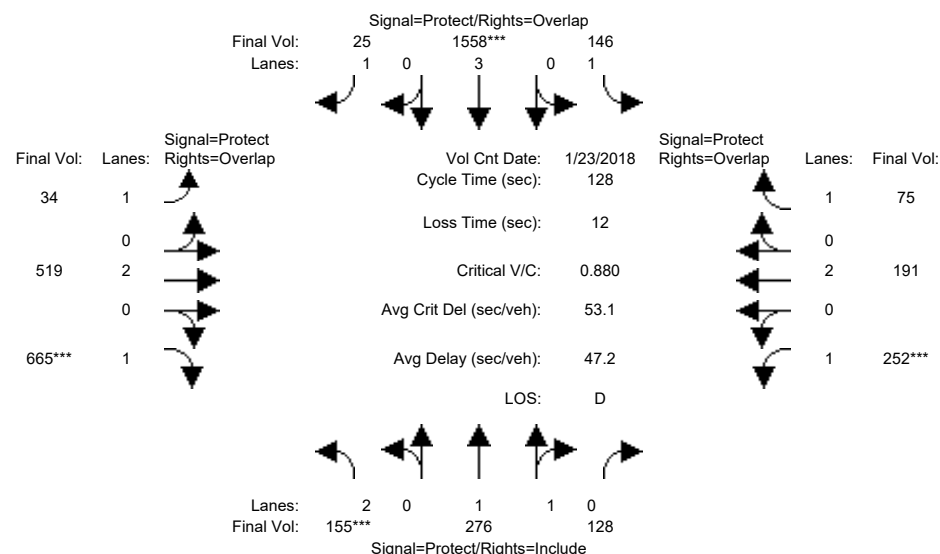 Signal=Protect/Rights=Overlap
Final Vol: 25 1558*** 146
Lanes: 1 0 3 0 1
Signal=Protect Signal=Protect
Final Vol: Lanes: Rights=Overlap Vol Cnt Date: 1/23/2018 Rights=Overlap Lanes: Final Vol:
Cycle Time (sec): 128
34 1 1 75
Loss Time (sec): 12
0 0
519 2 Critical V/C: 0.880 2 191
0 Avg Crit Del (sec/veh): 53.1 0
665*** 1 Avg Delay (sec/veh): 47.2 1 252***
LOS: D
Lanes: 2 0 1 1 0
Final Vol: 155*** 276 128
Signal=Protect/Rights=Include